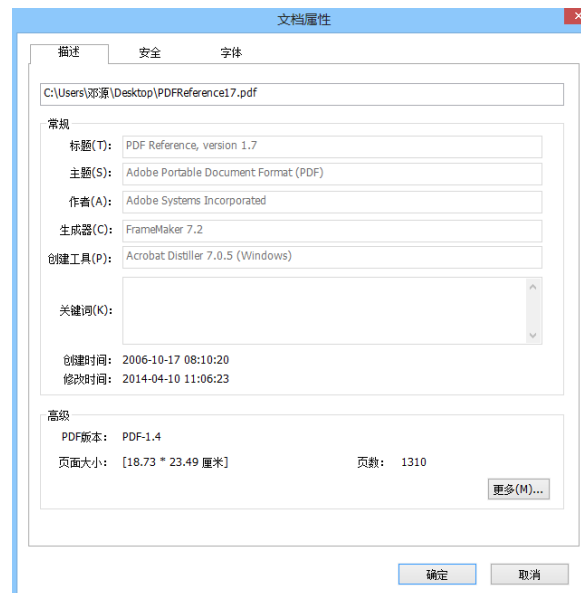 文档属性
描述 安全 字体
C:\Users\邓源\Desktop\PDFReference17.pdf
常规
标题(T): PDF Reference, version 1.7
主题(S): Adobe Portable Document Format (PDF)
作者(A): Adobe Systems Incorporated
生成器(C): FrameMaker 7.2
创建工具(P): Acrobat Distiller 7.0.5 (Windows)
关键词(K):
创建时间: 2006-10-17 08:10:20
修改时间: 2014-04-10 11:06:23
高级
PDF版本: PDF-1.4
页面大小: [18.73 * 23.49 厘米] 页数: 1310
更多(M)...
确定 取消